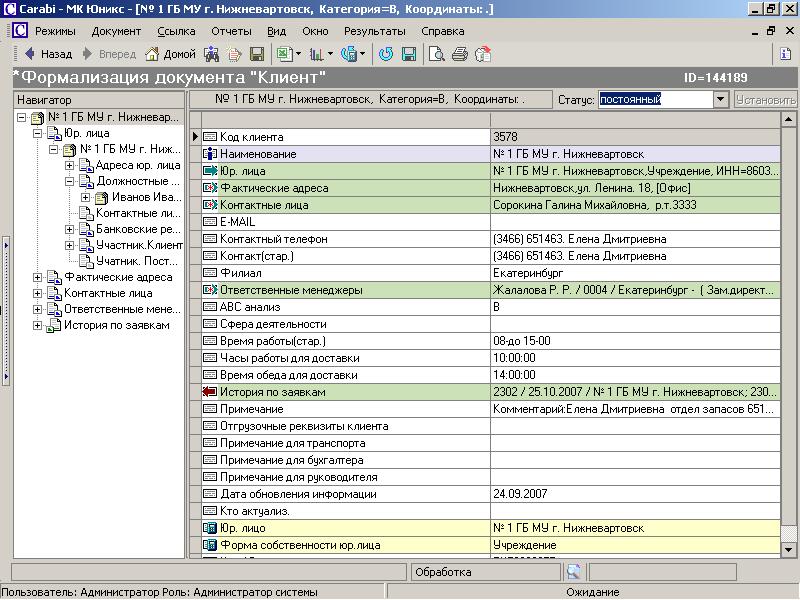 Carabi - МК Юникс - [№ 1 ГБ МУ г. Нижневартовск, Категория=B, Координаты: .]
Режимы Документ Ссылка Отчеты Вид Окно Результаты Справка
Назад Вперед Домой
*Формализация документа "Клиент" ID=144189
Навигатор
№ 1 ГБ МУ г. Нижневар...
Юр. лица
№ 1 ГБ МУ г. Ниж...
Адреса юр. лица
Должностные ...
Иванов Ива...
Контактные ли...
Банковские ре...
Участник.Клиент
Учатник. Пост...
Фактические адреса
Контактные лица
Ответственные мене...
История по заявкам
№ 1 ГБ МУ г. Нижневартовск, Категория=B, Координаты: .
Статус: постоянный Установить
Код клиента 3578
Наименование № 1 ГБ МУ г. Нижневартовск
Юр. лица № 1 ГБ МУ г. Нижневартовск,Учреждение, ИНН=8603...
Фактические адреса Нижневартовск,ул. Ленина. 18, [Офис]
Контактные лица Сорокина Галина Михайловна, р.т.3333
E-MAIL
Контактный телефон (3466) 651463. Елена Дмитриевна
Контакт(стар.) (3466) 651463. Елена Дмитриевна
Филиал Екатеринбург
Ответственные менеджеры Жалалова Р. Р. / 0004 / Екатеринбург - ( Зам.директ...
ABC анализ B
Сфера деятельности
Время работы(стар.) 08-до 15-00
Часы работы для доставки 10:00:00
Время обеда для доставки 14:00:00
История по заявкам 2302 / 25.10.2007 / № 1 ГБ МУ г. Нижневартовск; 230...
Примечание Комментарий:Елена Дмитриевна отдел запасов 651...
Отгрузочные реквизиты клиента
Примечание для транспорта
Примечание для бухгалтера
Примечание для руководителя
Дата обновления информации 24.09.2007
Кто актуализ.
Юр. лицо № 1 ГБ МУ г. Нижневартовск
Форма собственности юр.лица Учреждение
Обработка
Пользователь: Администратор Роль: Администратор системы Ожидание